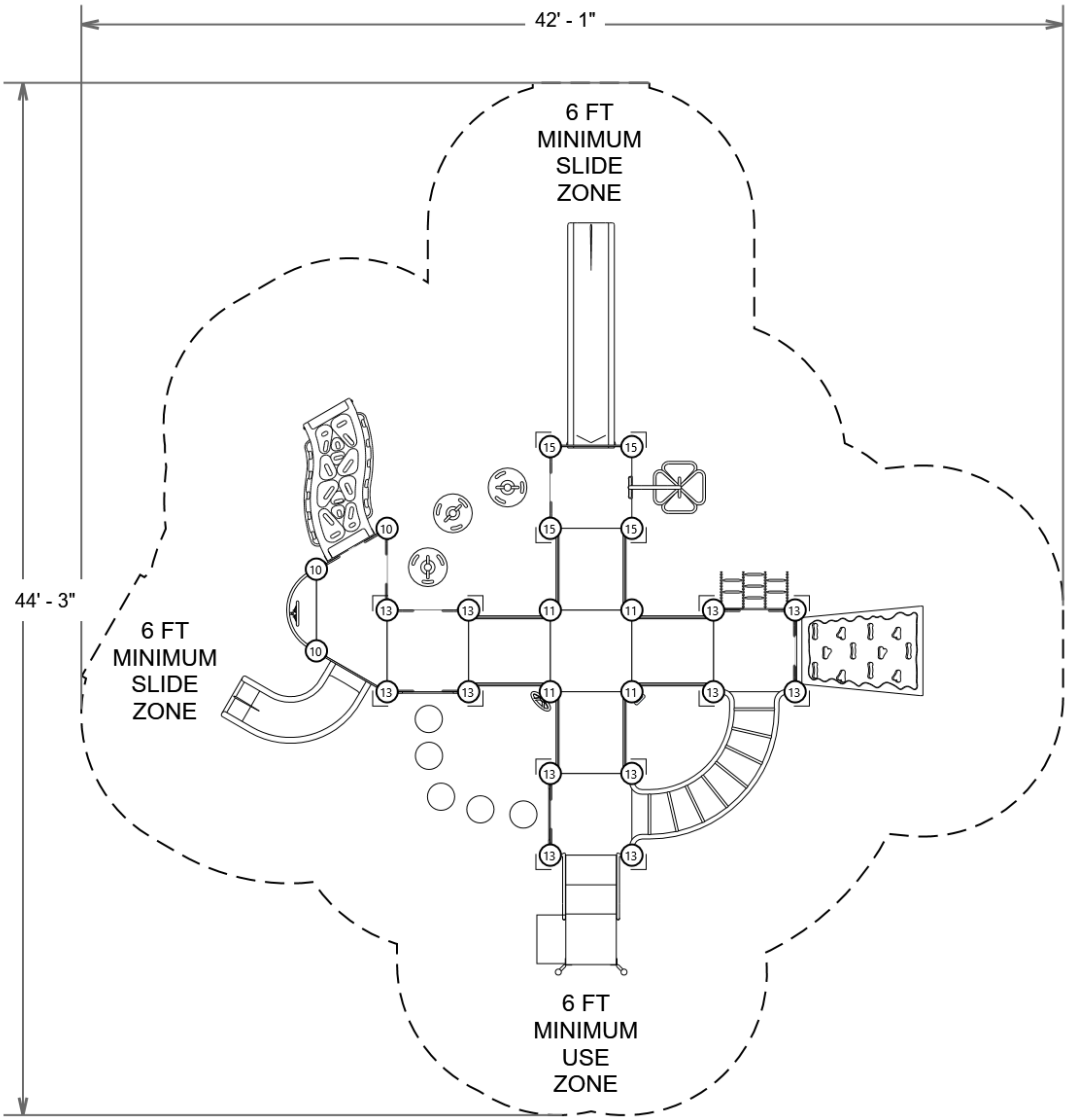 42' - 1"
6 FT
MINIMUM
SLIDE
ZONE
15 15
10
15 15
10
44' - 3"
13 13 11 11 13 13
6 FT
MINIMUM
SLIDE
ZONE
10
13 13 11 11 13 13
13 13
13 13
6 FT
MINIMUM
USE
ZONE